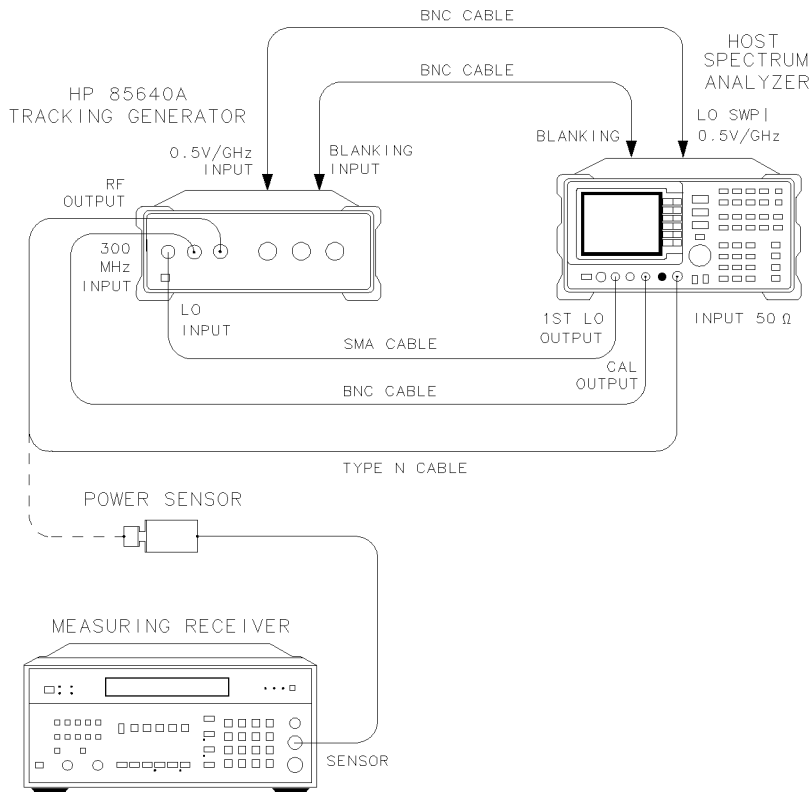 BNC CABLE
HOST
SPECTRUM
ANALYZER
BNC CABLE
HP 85640A
TRACKING GENERATOR
LO SWP|
0.5V/GHz
BLANKING
0.5V/GHz
INPUT
BLANKING
INPUT
RF
OUTPUT
300
MHz
INPUT
LO
INPUT
1ST LO
OUTPUT
INPUT 50 Ω
SMA CABLE
CAL
OUTPUT
BNC CABLE
TYPE N CABLE
POWER SENSOR
MEASURING RECEIVER
SENSOR